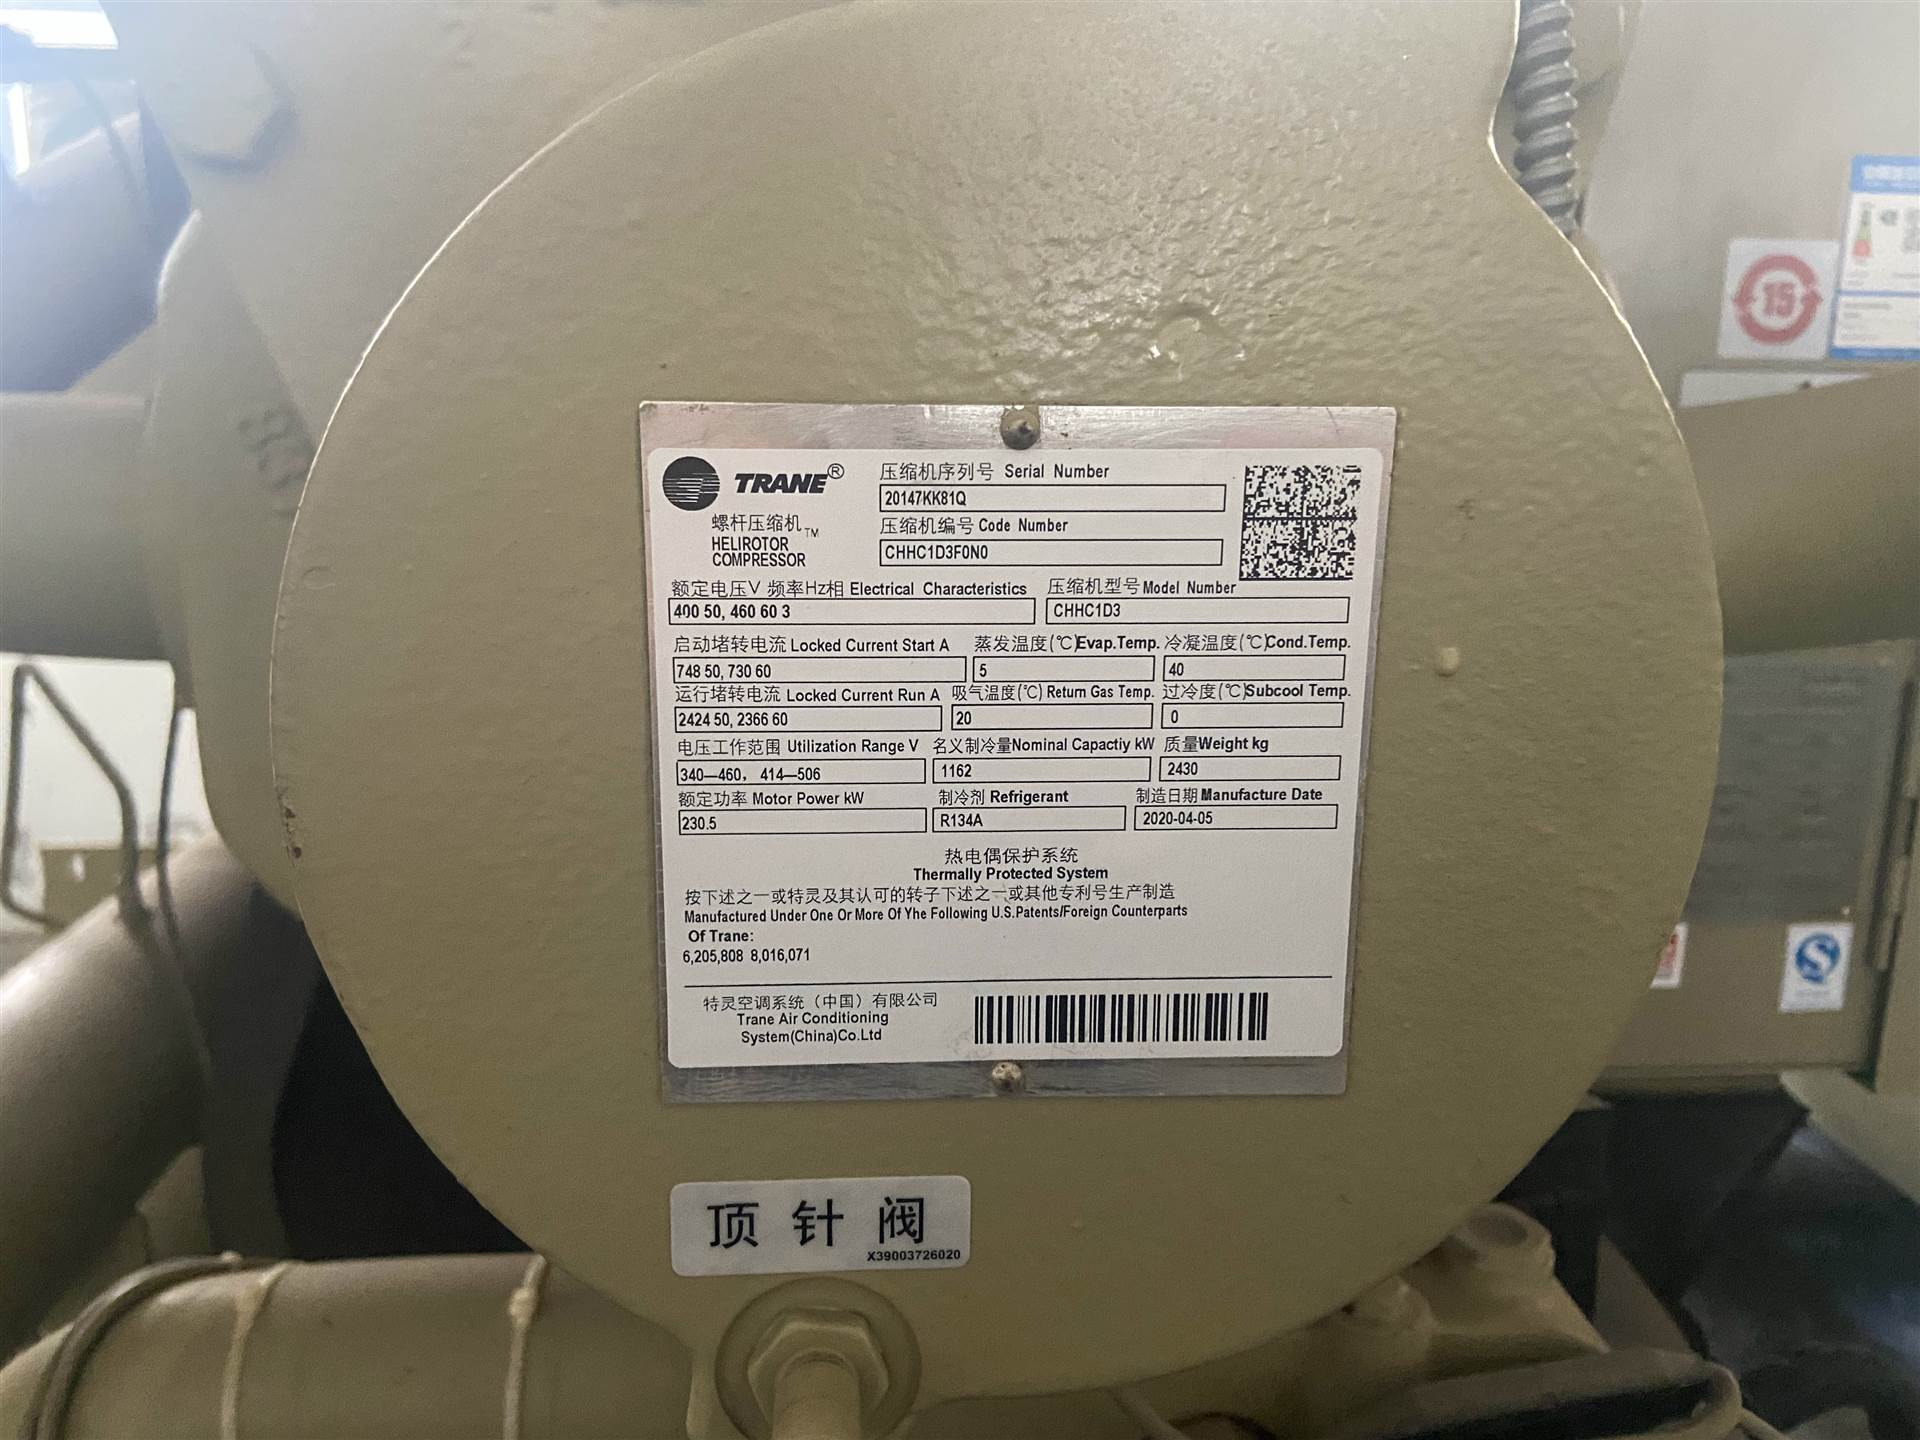 TRANE®
螺杆压缩机™
HELIROTOR
COMPRESSOR
压缩机序列号 Serial Number
20147KK81Q
压缩机编号 Code Number
CHHC1D3F0N0
额定电压V 频率Hz相 Electrical Characteristics 压缩机型号 Model Number
400 50, 460 60 3 CHHC1D3
启动堵转电流 Locked Current Start A 蒸发温度(℃)Evap.Temp. 冷凝温度(℃)Cond.Temp.
748 50, 730 60 5 40
运行堵转电流 Locked Current Run A 吸气温度(℃) Return Gas Temp. 过冷度(℃)Subcool Temp.
2424 50, 2366 60 20 0
电压工作范围 Utilization Range V 名义制冷量Nominal Capactiy kW 质量Weight kg
340—460, 414—506 1162 2430
额定功率 Motor Power kW 制冷剂 Refrigerant 制造日期 Manufacture Date
230.5 R134A 2020-04-05
热电偶保护系统
Thermally Protected System
按下述之一或特灵及其认可的转子下述之一或其他专利号生产制造
Manufactured Under One Or More Of Yhe Following U.S.Patents/Foreign Counterparts
Of Trane:
6,205,808 8,016,071
特灵空调系统（中国）有限公司
Trane Air Conditioning
System(China)Co.Ltd
顶针阀
X39003726020
15